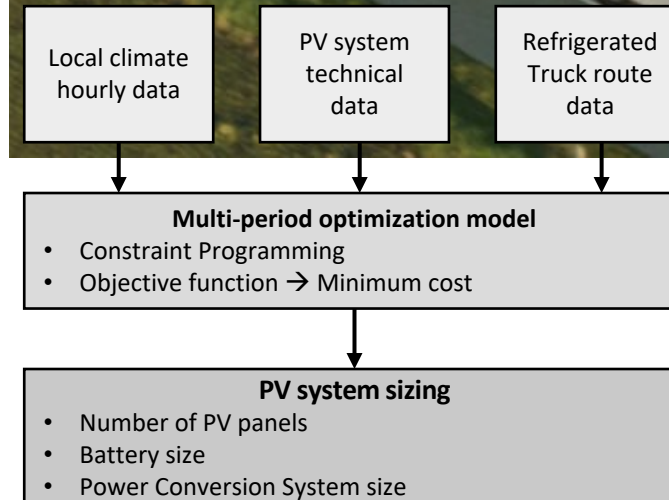 Local climate
hourly data
PV system
technical
data
Refrigerated
Truck route
data
Multi-period optimization model
• Constraint Programming
• Objective function → Minimum cost
PV system sizing
• Number of PV panels
• Battery size
• Power Conversion System size